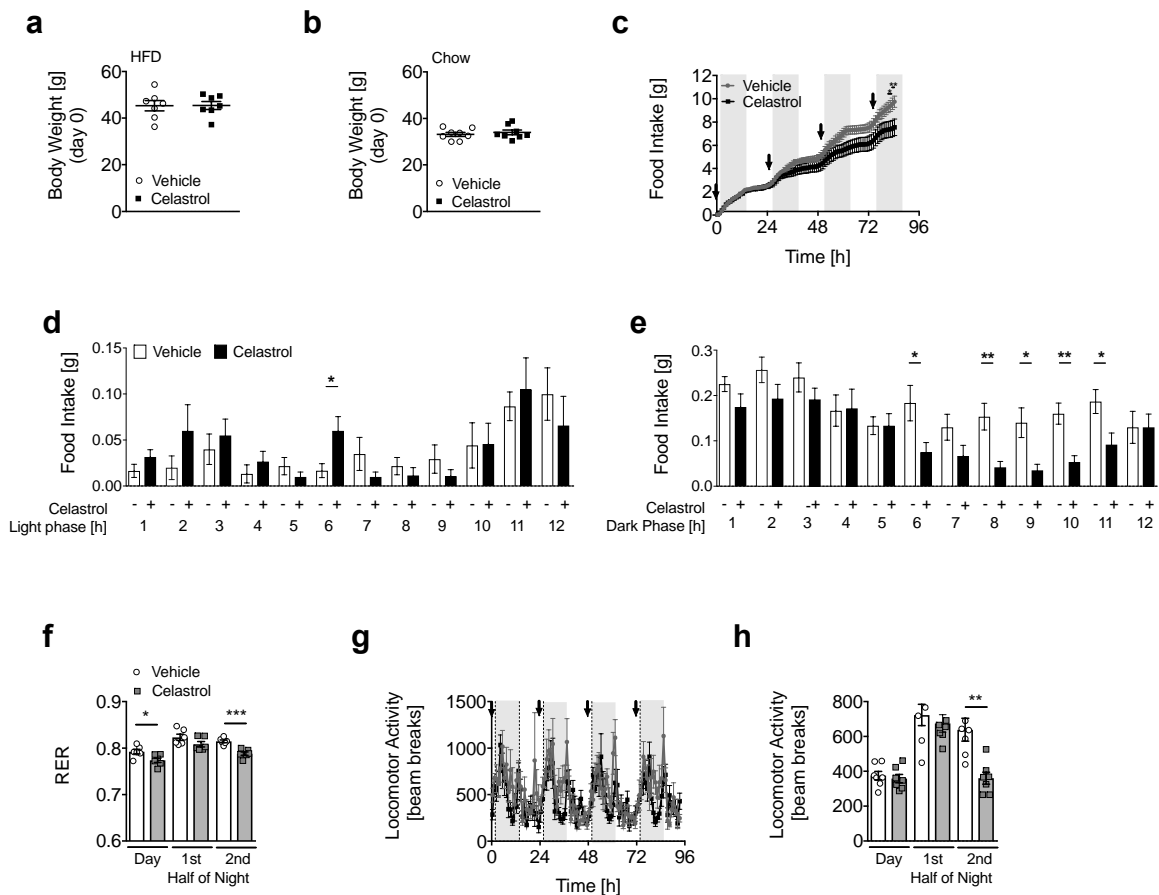 a
HFD
Body Weight [g]
(day 0)
60
40
20
0
Vehicle
Celastrol
b
Chow
Body Weight [g]
(day 0)
60
40
20
0
Vehicle
Celastrol
c
Food Intake [g]
12
10
8
6
4
2
0
Vehicle
Celastrol
0 24 48 72 96
Time [h]
d
Food Intake [g]
Vehicle Celastrol
0.15
0.10
0.05
0.00
*
Celastrol - + - + - + - + - + - + - + - + - + - + - + - +
Light phase [h] 1 2 3 4 5 6 7 8 9 10 11 12
e
Food Intake [g]
Vehicle Celastrol
0.3
0.2
0.1
0.0
* ** * ** *
Celastrol - + - + -+ - + - + - + - + - + - + - + - + - +
Dark Phase [h] 1 2 3 4 5 6 7 8 9 10 11 12
f
Vehicle
Celastrol
RER
0.9
0.8
0.7
0.6
* ***
Day 1st 2nd
Half of Night
g
Locomotor Activity
[beam breaks]
1500
1000
500
0
0 24 48 72 96
Time [h]
h
Locomotor Activity
[beam breaks]
800
600
400
200
0
**
Day 1st 2nd
Half of Night